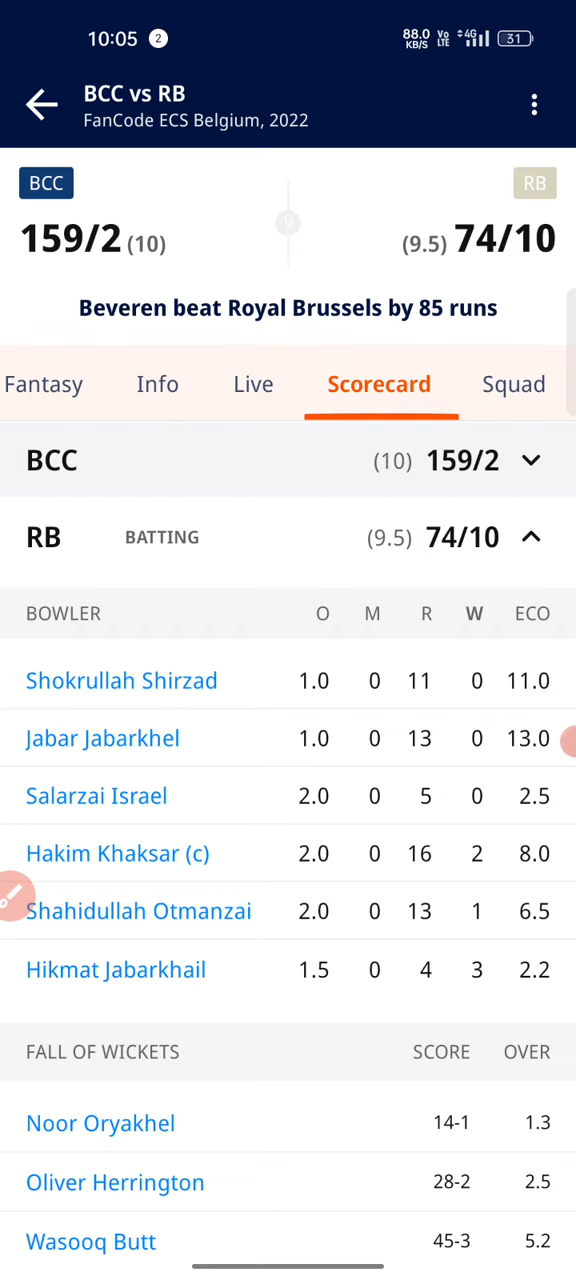 10:05 2 88.0 KB/S Vo LTE 4G 31
BCC vs RB
FanCode ECS Belgium, 2022
BCC RB
159/2 (10) V (9.5) 74/10
Beveren beat Royal Brussels by 85 runs
Fantasy Info Live Scorecard Squad
BCC (10) 159/2
RB BATTING (9.5) 74/10
BOWLER O M R W ECO
Shokrullah Shirzad 1.0 0 11 0 11.0
Jabar Jabarkhel 1.0 0 13 0 13.0
Salarzai Israel 2.0 0 5 0 2.5
Hakim Khaksar (c) 2.0 0 16 2 8.0
Shahidullah Otmanzai 2.0 0 13 1 6.5
Hikmat Jabarkhail 1.5 0 4 3 2.2
FALL OF WICKETS SCORE OVER
Noor Oryakhel 14-1 1.3
Oliver Herrington 28-2 2.5
Wasooq Butt 45-3 5.2